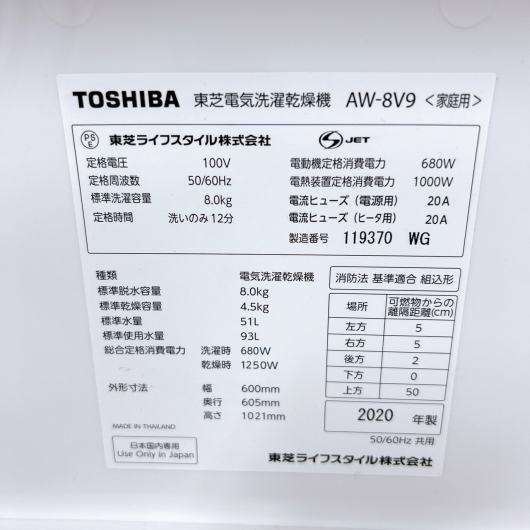 TOSHIBA 東芝電気洗濯乾燥機 AW-8V9 <家庭用>
PS E 東芝ライフスタイル株式会社
定格電圧 100V
定格周波数 50/60Hz
標準洗濯容量 8.0kg
定格時間 洗いのみ 12分
S JET
電動機定格消費電力 680W
電熱装置定格消費電力 1000W
電流ヒューズ（電源用） 20A
電流ヒューズ（ヒータ用） 20A
製造番号 119370 WG
種類 電気洗濯乾燥機
標準脱水容量 8.0kg
標準乾燥容量 4.5kg
標準水量 51L
標準使用水量 93L
総合定格消費電力 洗濯時 680W
乾燥時 1250W
外形寸法 幅 600mm
奥行 605mm
高さ 1021mm
MADE IN THAILAND
日本国内専用
Use Only in Japan
消防法 基準適合 組込形
場所 可燃物からの離隔距離(cm)
左方 5
右方 5
後方 2
下方 0
上方 50
2020 年製
50/60Hz 共用
東芝ライフスタイル株式会社